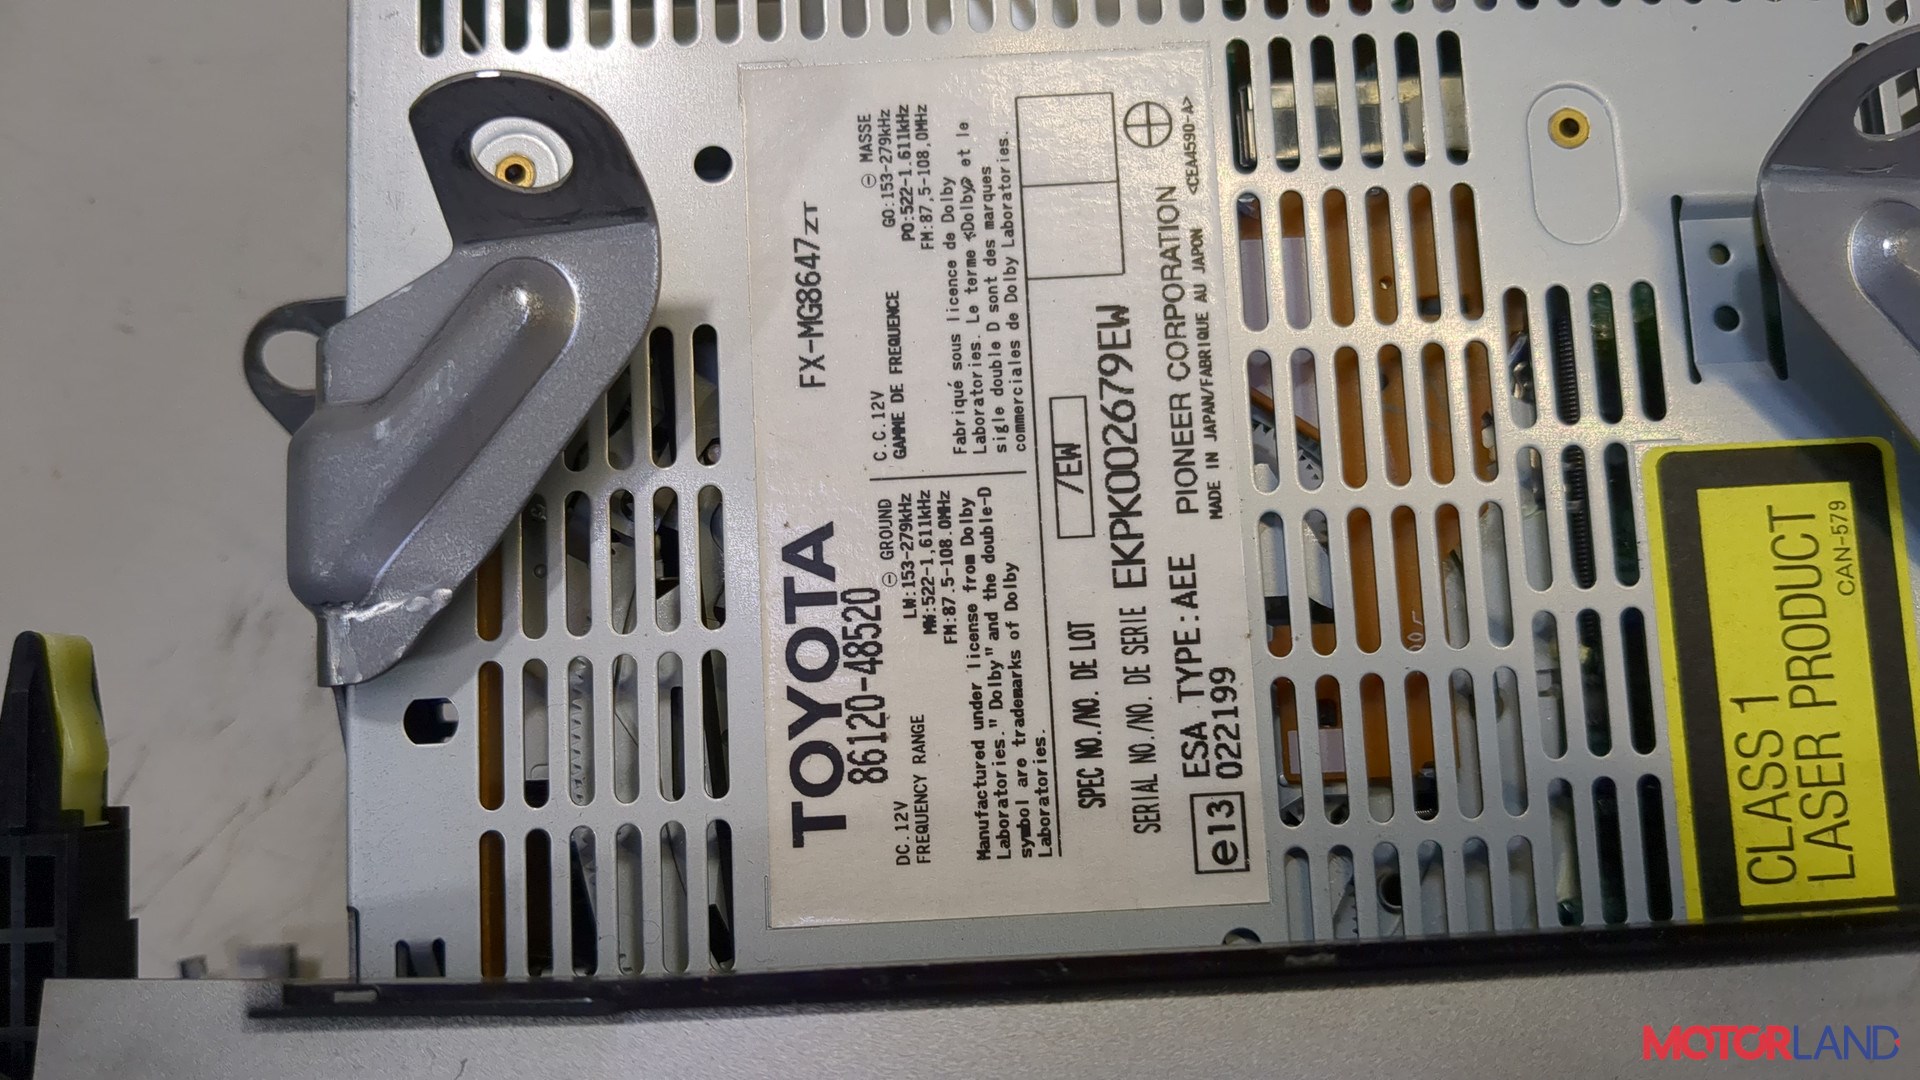 TOYOTA
86120-48520
FX-MG8647ZT
DC.12V ⊖ GROUND
FREQUENCY RANGE LW:153-279kHz
MW:522-1,611kHz
FM:87.5-108.0MHz
C.C.12V ⊖ MASSE
GAMME DE FREQUENCE GO:153-279kHz
PO:522-1.611kHz
FM:87,5-108,0MHz
Manufactured under license from Dolby
Laboratories."Dolby"and the double-D
symbol are trademarks of Dolby
Laboratories.
Fabriqué sous licence de Dolby
Laboratories. Le terme «Dolby» et le
sigle double D sont des marques
commerciales de Dolby Laboratories.
SPEC NO./NO. DE LOT /EW
SERIAL NO./NO. DE SERIE EKPK002679EW
e13 ESA TYPE:AEE
022199
PIONEER CORPORATION
MADE IN JAPAN/FABRIQUE AU JAPON <CEA4590-A>
CLASS 1
LASER PRODUCT
CAN-579
MOTORLAND